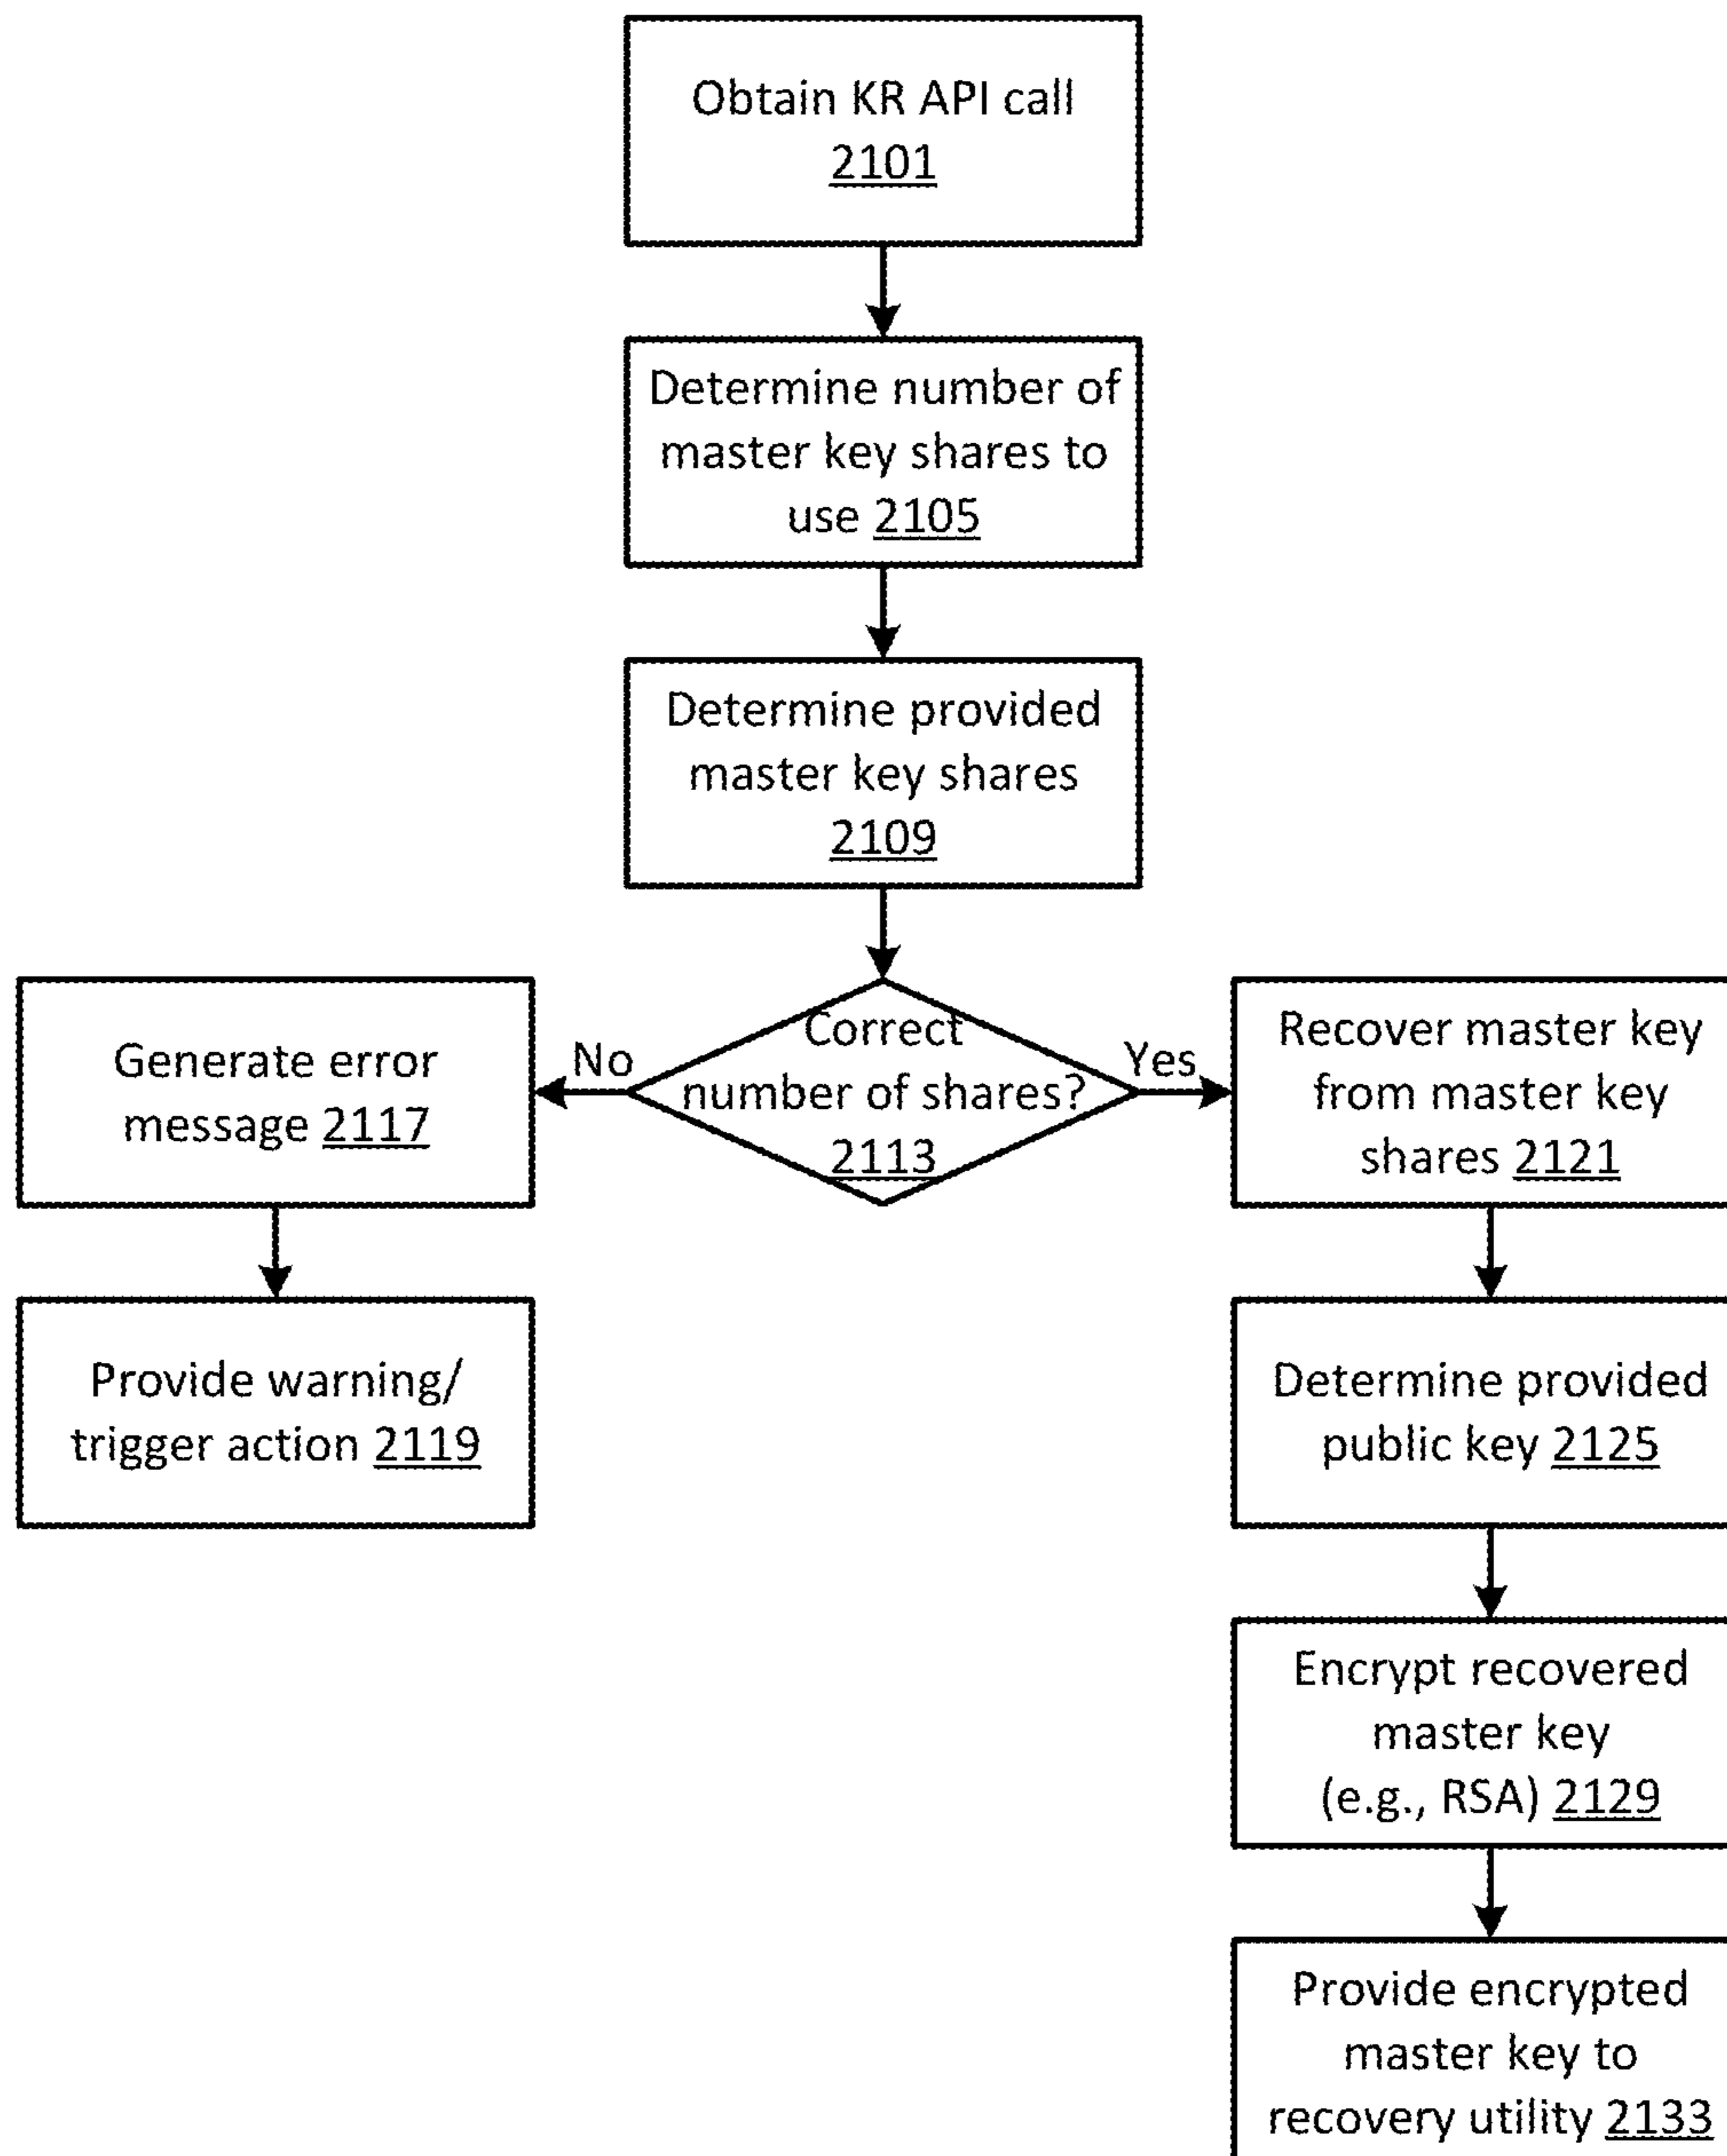 Obtain KR API call
2101
Determine number of
master key shares to
use 2105
Determine provided
master key shares
2109
Correct
number of shares?
2113
No
Yes
Generate error
message 2117
Provide warning/
trigger action 2119
Recover master key
from master key
shares 2121
Determine provided
public key 2125
Encrypt recovered
master key
(e.g., RSA) 2129
Provide encrypted
master key to
recovery utility 2133